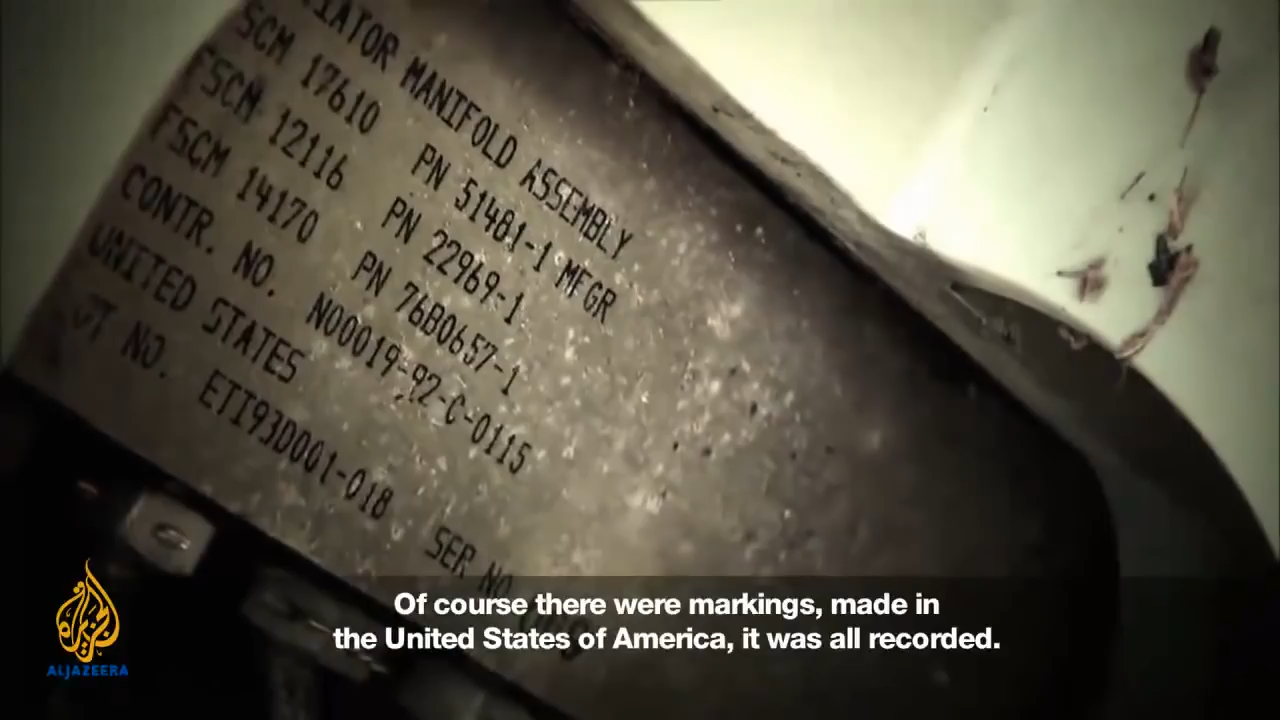 IATOR MANIFOLD ASSEMBLY
SCM 17610 PN 51481-1 MFGR
FSCM 12116 PN 22969-1
FSCM 14170 PN 76B0657-1
CONTR. NO. N00019-92-C-0115
UNITED STATES
NO. ETI93D001-018 SER NO.
Of course there were markings, made in
the United States of America, it was all recorded.
ALJAZEERA